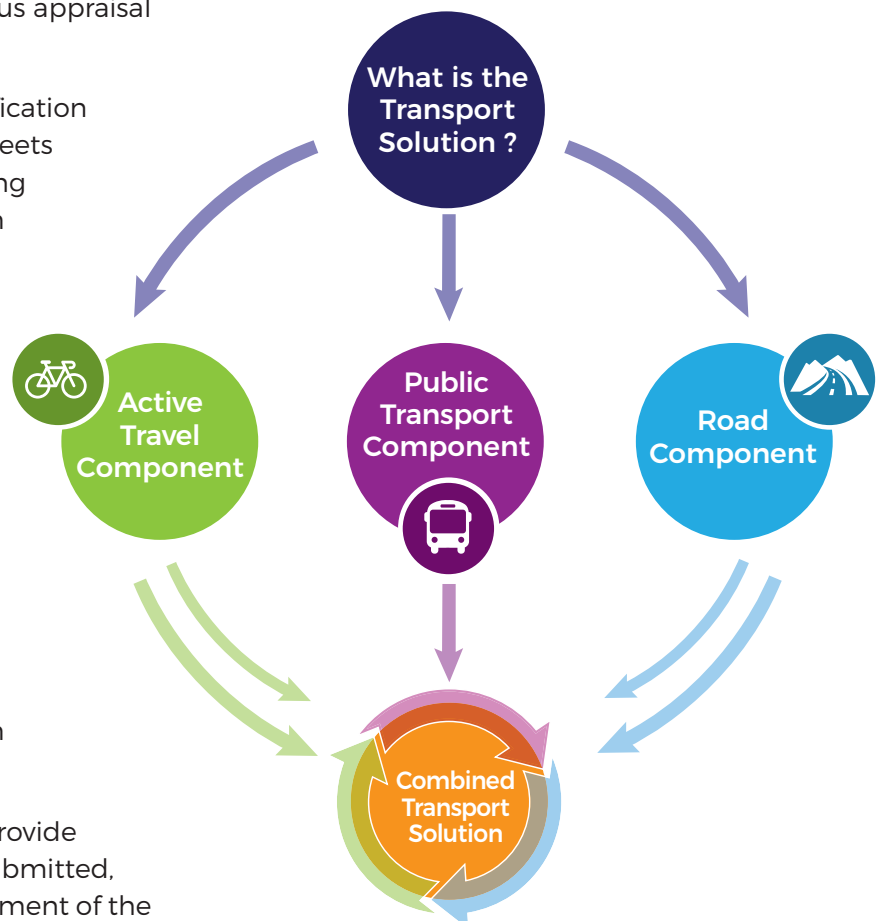 us appraisal
ication
eets
ng
n
What is the
Transport
Solution ?
Active
Travel
Component
Public
Transport
Component
Road
Component
n
rovide
bmitted,
ment of the
Combined
Transport
Solution